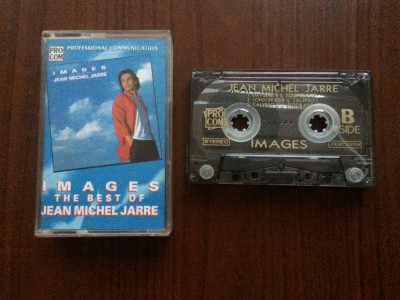 PRO
COM
PROFESSIONAL COMMUNICATION
IMAGES
JEAN MICHEL JARRE
IMAGES
THE BEST OF
JEAN MICHEL JARRE
JEAN MICHEL JARRE
PRO
COM
STEREO
IMAGES
B
SIDE